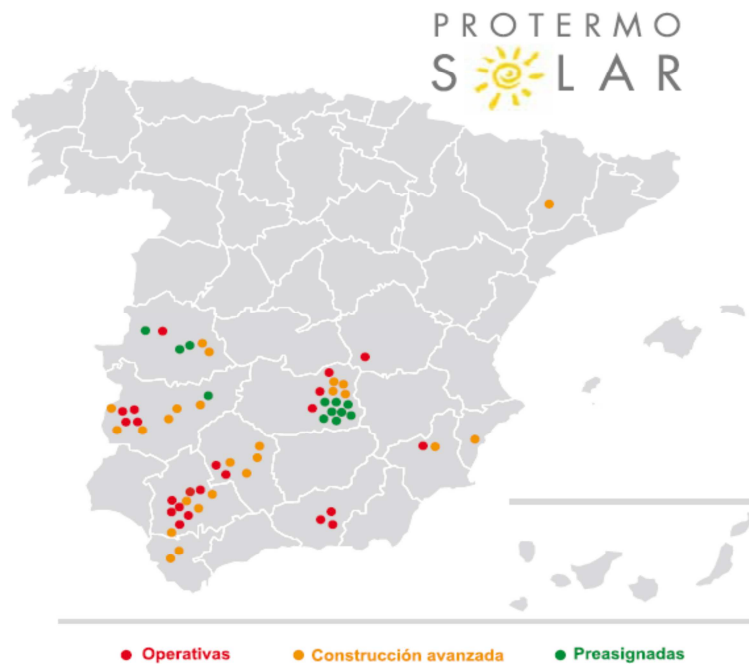 PROTERMO
SOLAR
Operativas
Construcción avanzada
Preasignadas